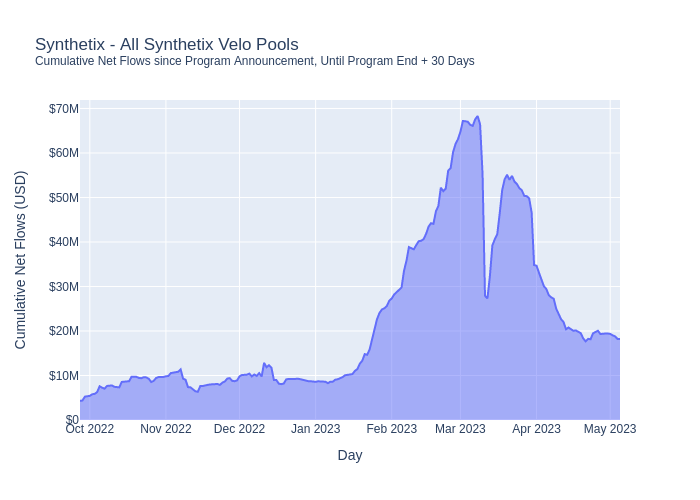 Synthetix - All Synthetix Velo Pools
Cumulative Net Flows since Program Announcement, Until Program End + 30 Days
Cumulative Net Flows (USD)
$70M
$60M
$50M
$40M
$30M
$20M
$10M
$0
Oct 2022 Nov 2022 Dec 2022 Jan 2023 Feb 2023 Mar 2023 Apr 2023 May 2023
Day